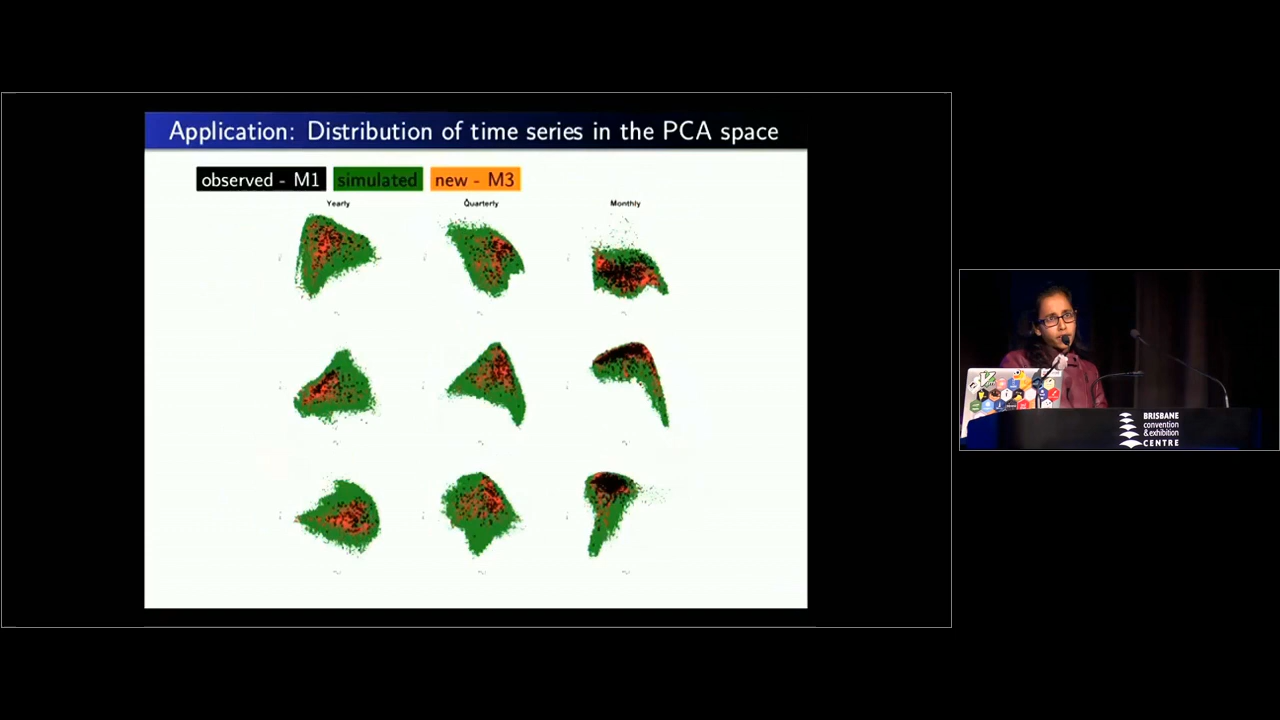 Application: Distribution of time series in the PCA space
observed - M1 simulated new - M3
Yearly Quarterly Monthly
BRISBANE
convention
& exhibition
CENTRE